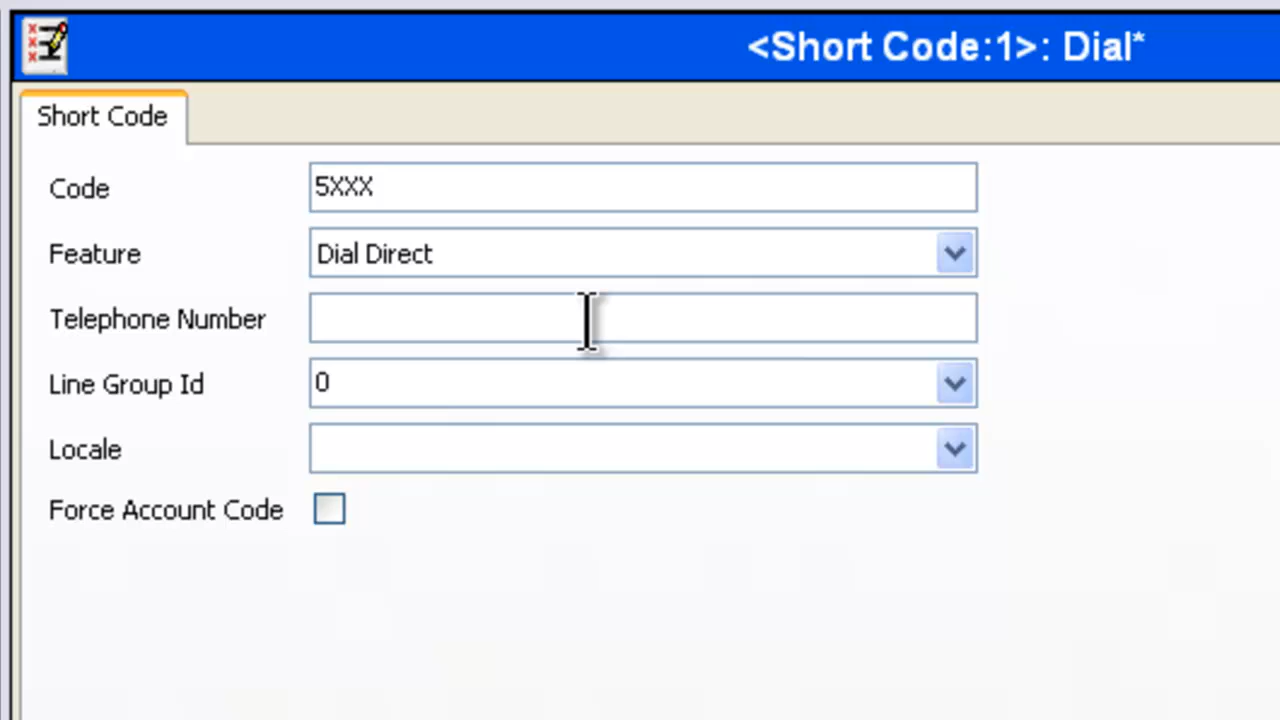 <Short Code:1>: Dial*
Short Code
Code 5XXX
Feature Dial Direct
Telephone Number
Line Group Id 0
Locale
Force Account Code